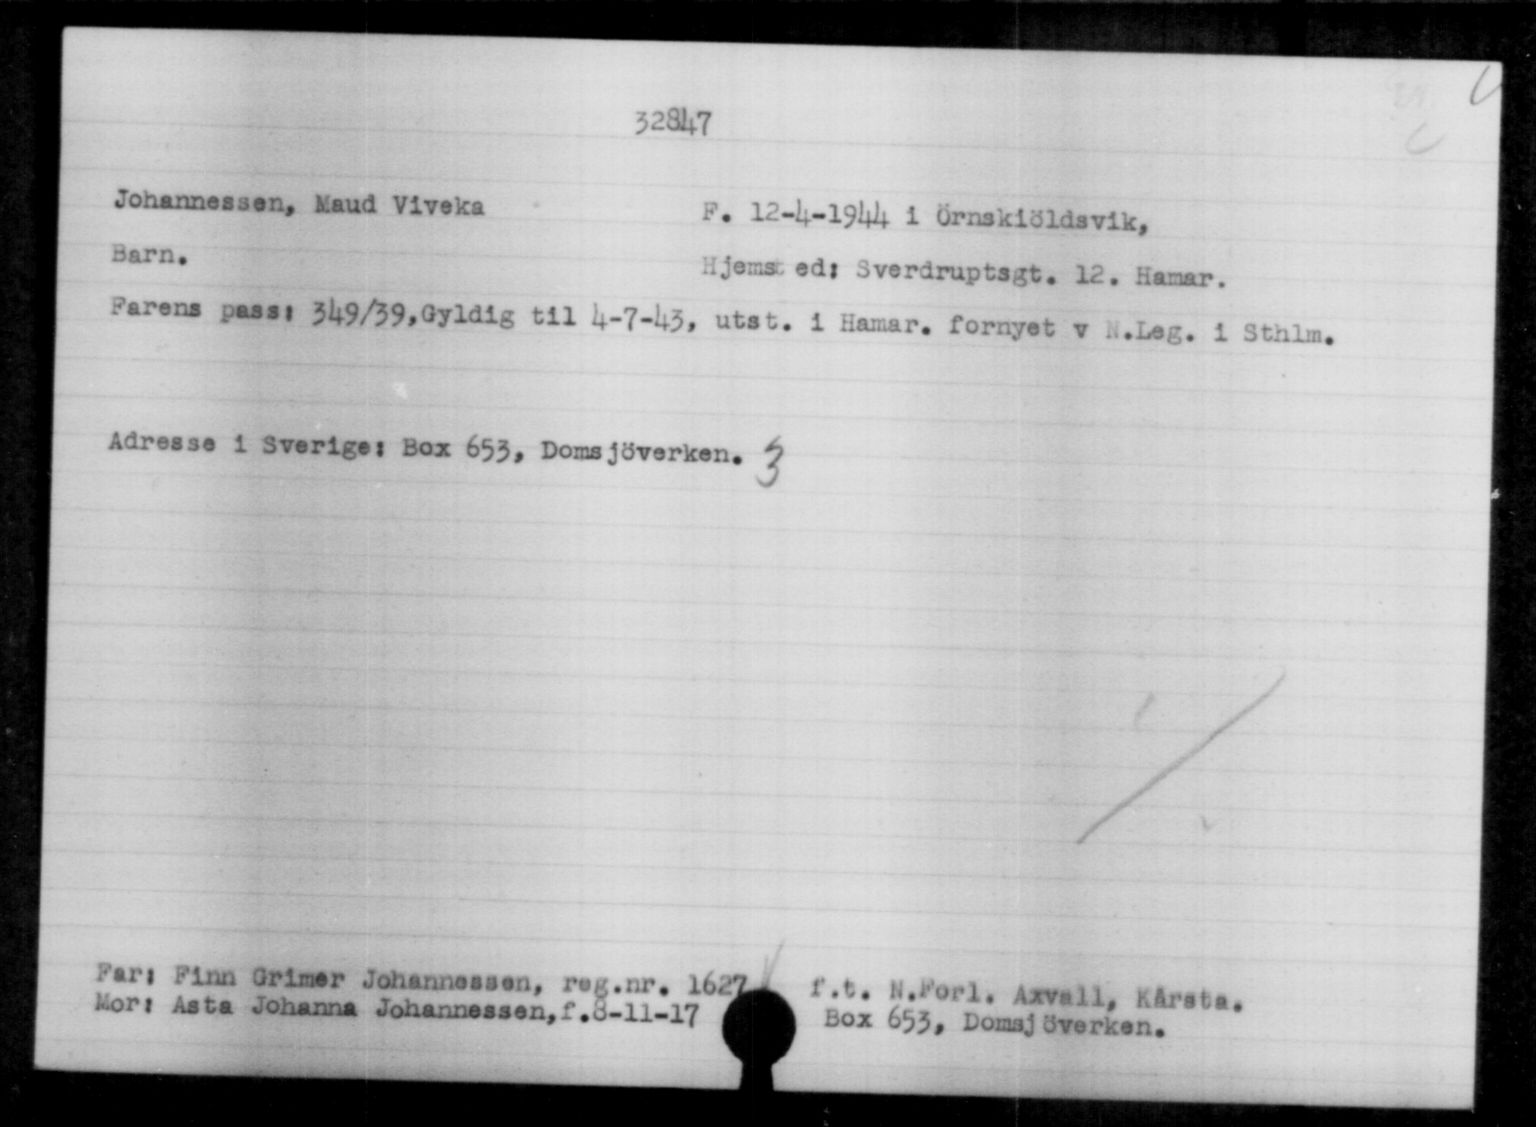 32847
Johannessen, Maud Viveka F. 12-4-1944 i Örnskiöldsvik,
Barn. Hjemsted: Sverdruptsgt. 12. Hamar.
Farens pass: 349/39,Gyldig til 4-7-43, utst. i Hamar. fornyet v N.Leg. i Sthlm.
Adresse i Sverige: Box 653, Domsjöverken. 3
Far: Finn Grimer Johannessen, reg.nr. 1627 f.t. N.Forl. Axvall, Kårsta.
Mor: Asta Johanna Johannessen,f.8-11-17 Box 653, Domsjöverken.